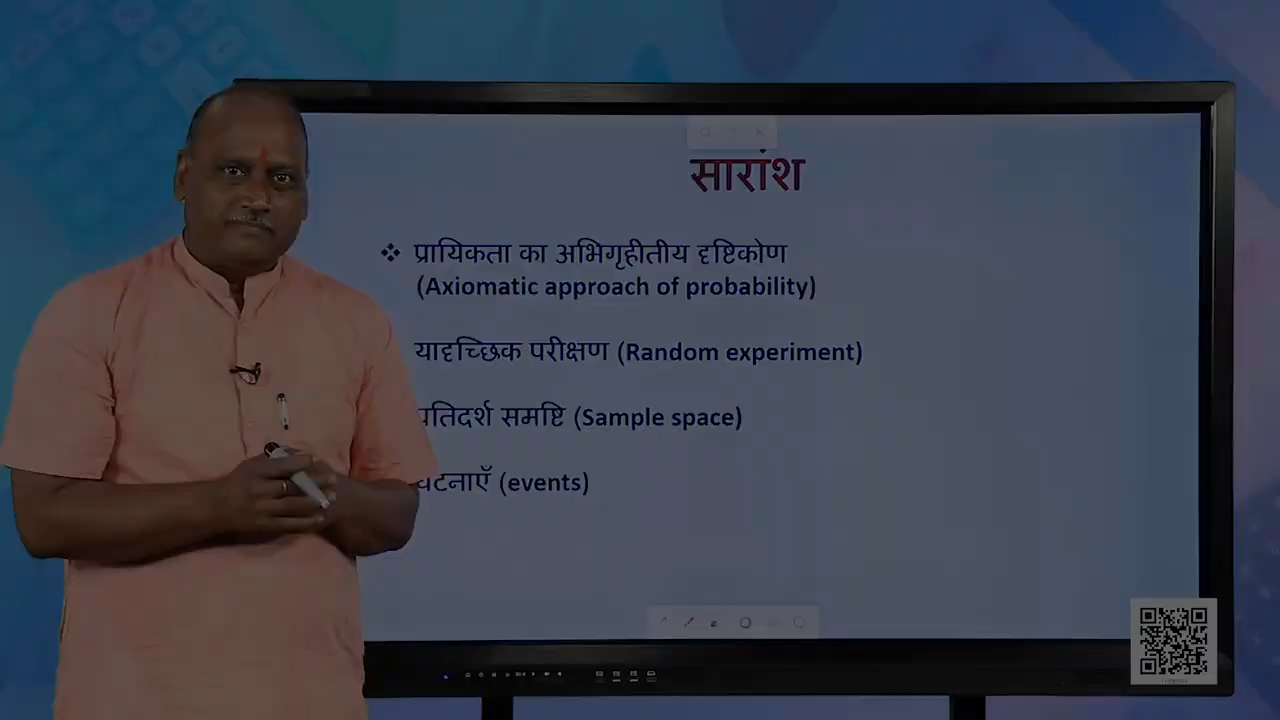 सारांश
❖ प्रायिकता का अभिगृहीतीय दृष्टिकोण
(Axiomatic approach of probability)
यादृच्छिक परीक्षण (Random experiment)
समष्टि (Sample space)
(events)